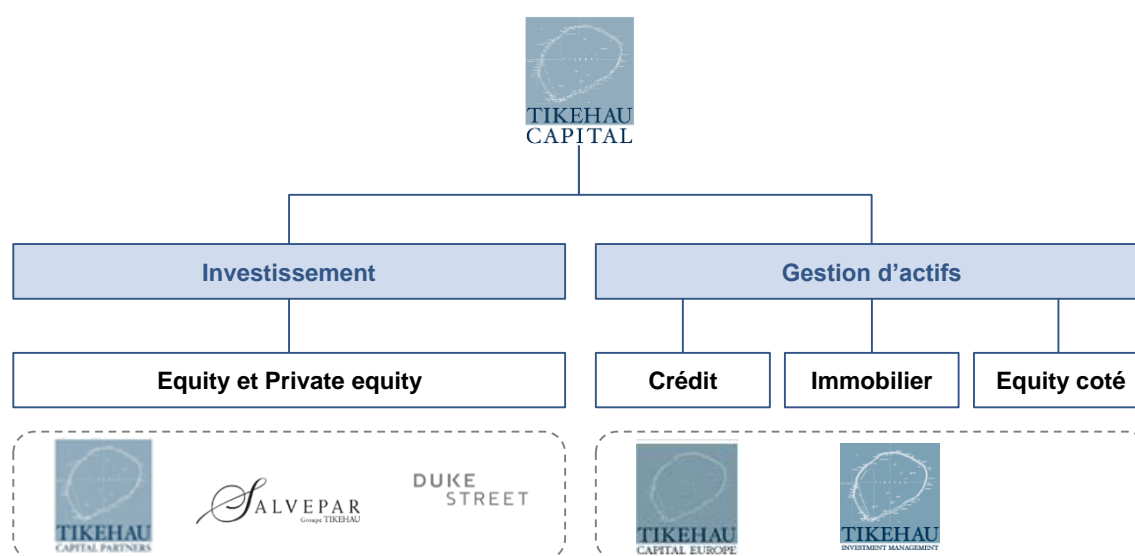 TIKEHAU
CAPITAL
Investissement
Gestion d’actifs
Equity et Private equity
Crédit
Immobilier
Equity coté
TIKEHAU
CAPITAL PARTNERS
SALVEPAR
Groupe TIKEHAU
DUKE
STREET
TIKEHAU
CAPITAL EUROPE
TIKEHAU
INVESTMENT MANAGEMENT